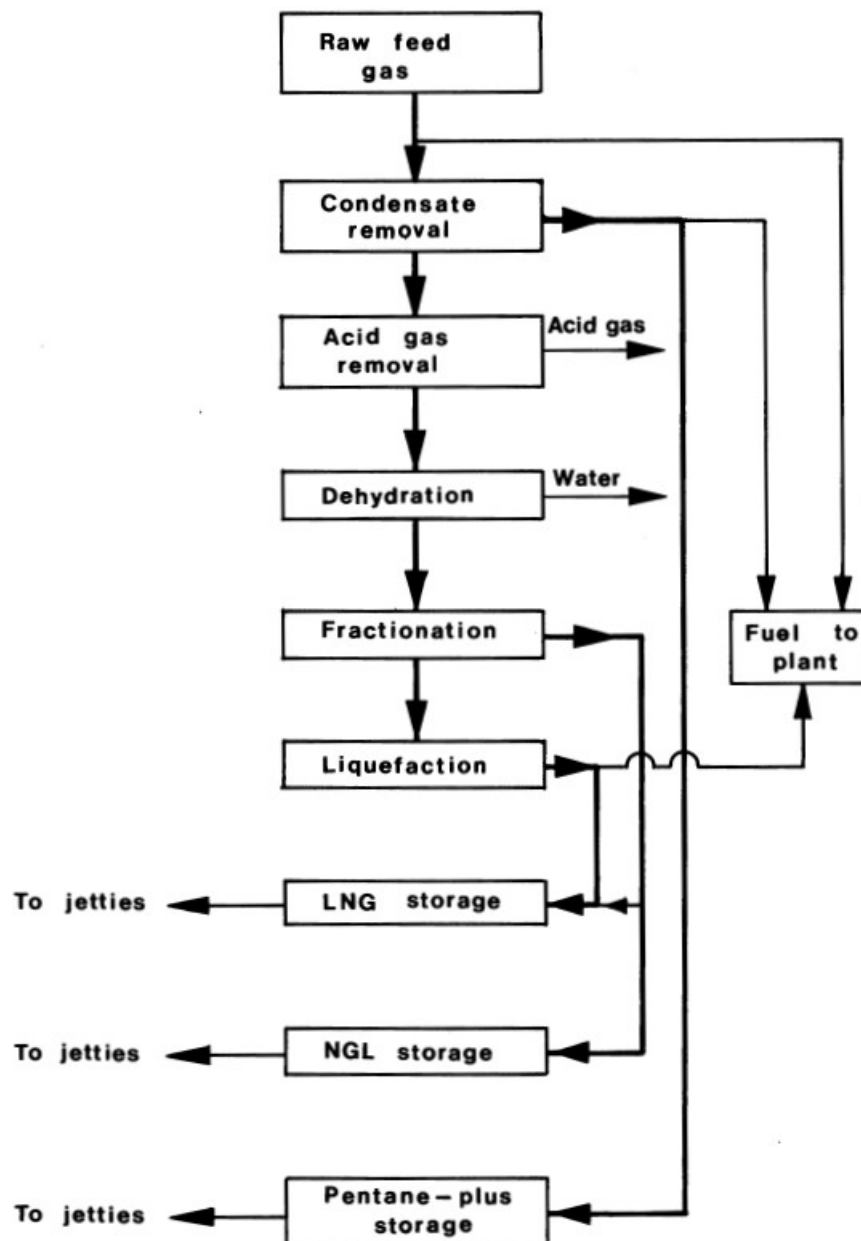 Raw feed
gas
Condensate
removal
Acid gas
removal
Acid gas
Dehydration
Water
Fractionation
Fuel to
plant
Liquefaction
To jetties
LNG storage
To jetties
NGL storage
To jetties
Pentane-plus
storage